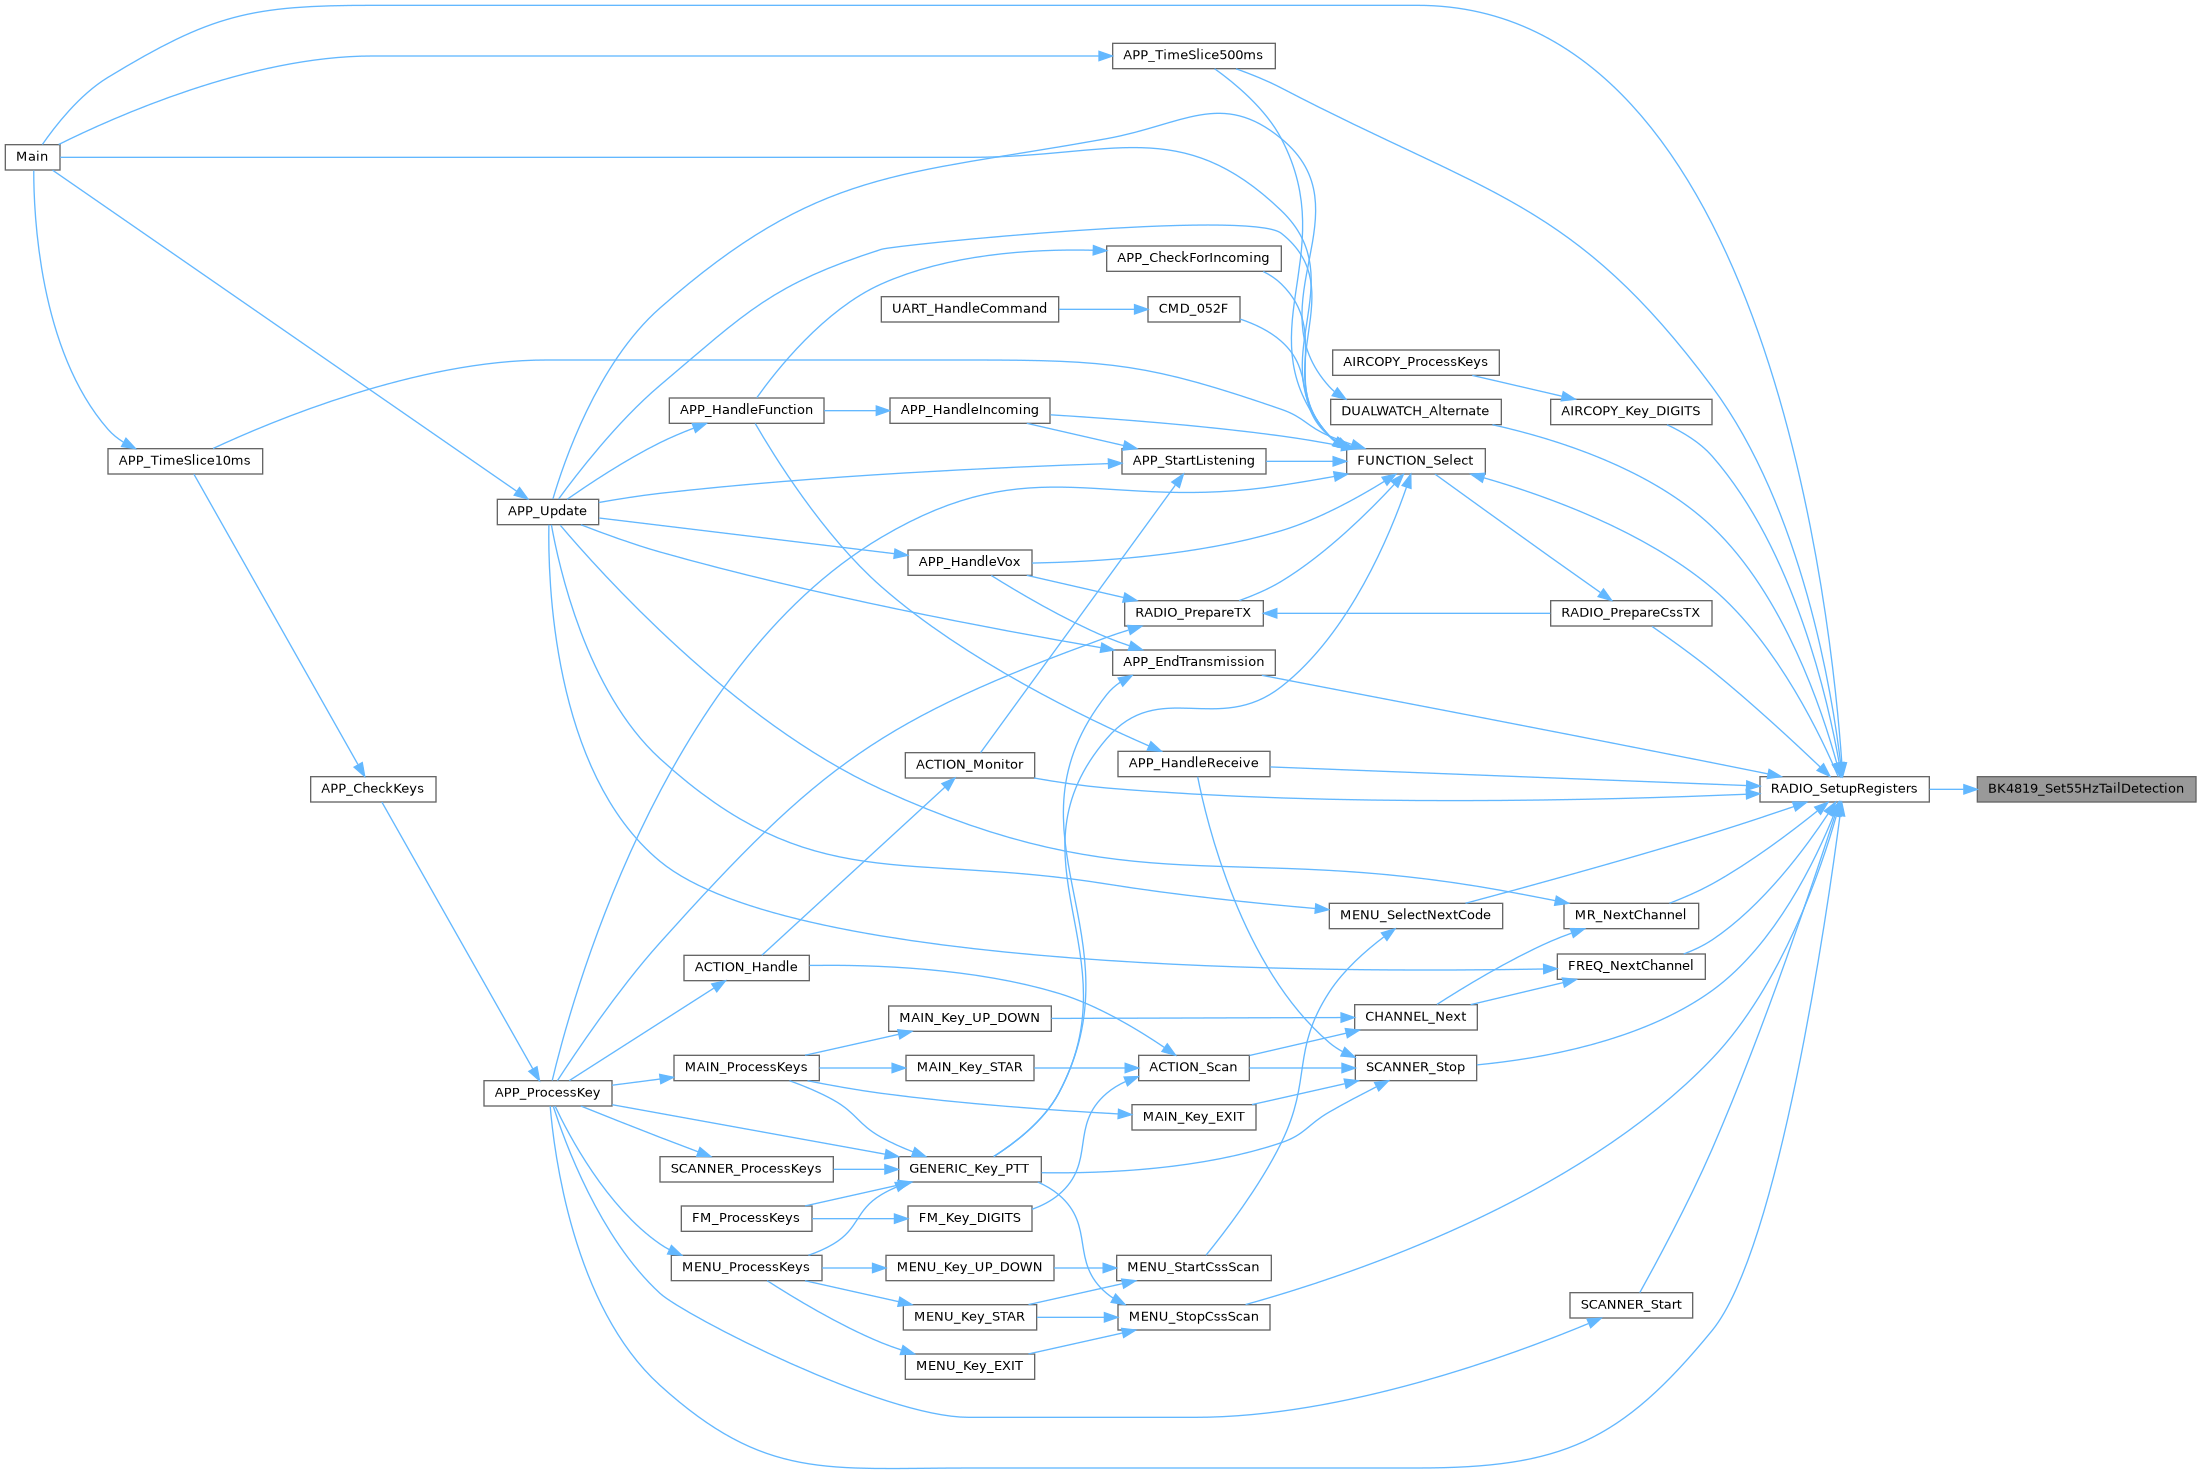 APP_TimeSlice500ms
Main
APP_CheckForIncoming
UART_HandleCommand
CMD_052F
AIRCOPY_ProcessKeys
APP_HandleFunction
APP_HandleIncoming
DUALWATCH_Alternate
AIRCOPY_Key_DIGITS
APP_TimeSlice10ms
APP_StartListening
FUNCTION_Select
APP_Update
APP_HandleVox
RADIO_PrepareTX
RADIO_PrepareCssTX
APP_EndTransmission
ACTION_Monitor
APP_HandleReceive
APP_CheckKeys
RADIO_SetupRegisters
BK4819_Set55HzTailDetection
MENU_SelectNextCode
MR_NextChannel
ACTION_Handle
FREQ_NextChannel
MAIN_Key_UP_DOWN
CHANNEL_Next
MAIN_ProcessKeys
MAIN_Key_STAR
ACTION_Scan
SCANNER_Stop
APP_ProcessKey
MAIN_Key_EXIT
SCANNER_ProcessKeys
GENERIC_Key_PTT
FM_ProcessKeys
FM_Key_DIGITS
MENU_ProcessKeys
MENU_Key_UP_DOWN
MENU_StartCssScan
MENU_Key_STAR
MENU_StopCssScan
SCANNER_Start
MENU_Key_EXIT